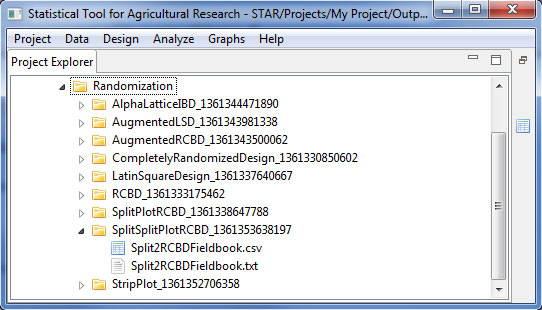 Statistical Tool for Agricultural Research - STAR/Projects/My Project/Outp...
Project Data Design Analyze Graphs Help
Project Explorer
Randomization
AlphaLatticeIBD_1361344471890
AugmentedLSD_1361343981338
AugmentedRCBD_1361343500062
CompletelyRandomizedDesign_1361330850602
LatinSquareDesign_1361337640667
RCBD_1361333175462
SplitPlotRCBD_1361338647788
SplitSplitPlotRCBD_1361353638197
Split2RCBDFieldbook.csv
Split2RCBDFieldbook.txt
StripPlot_1361352706358